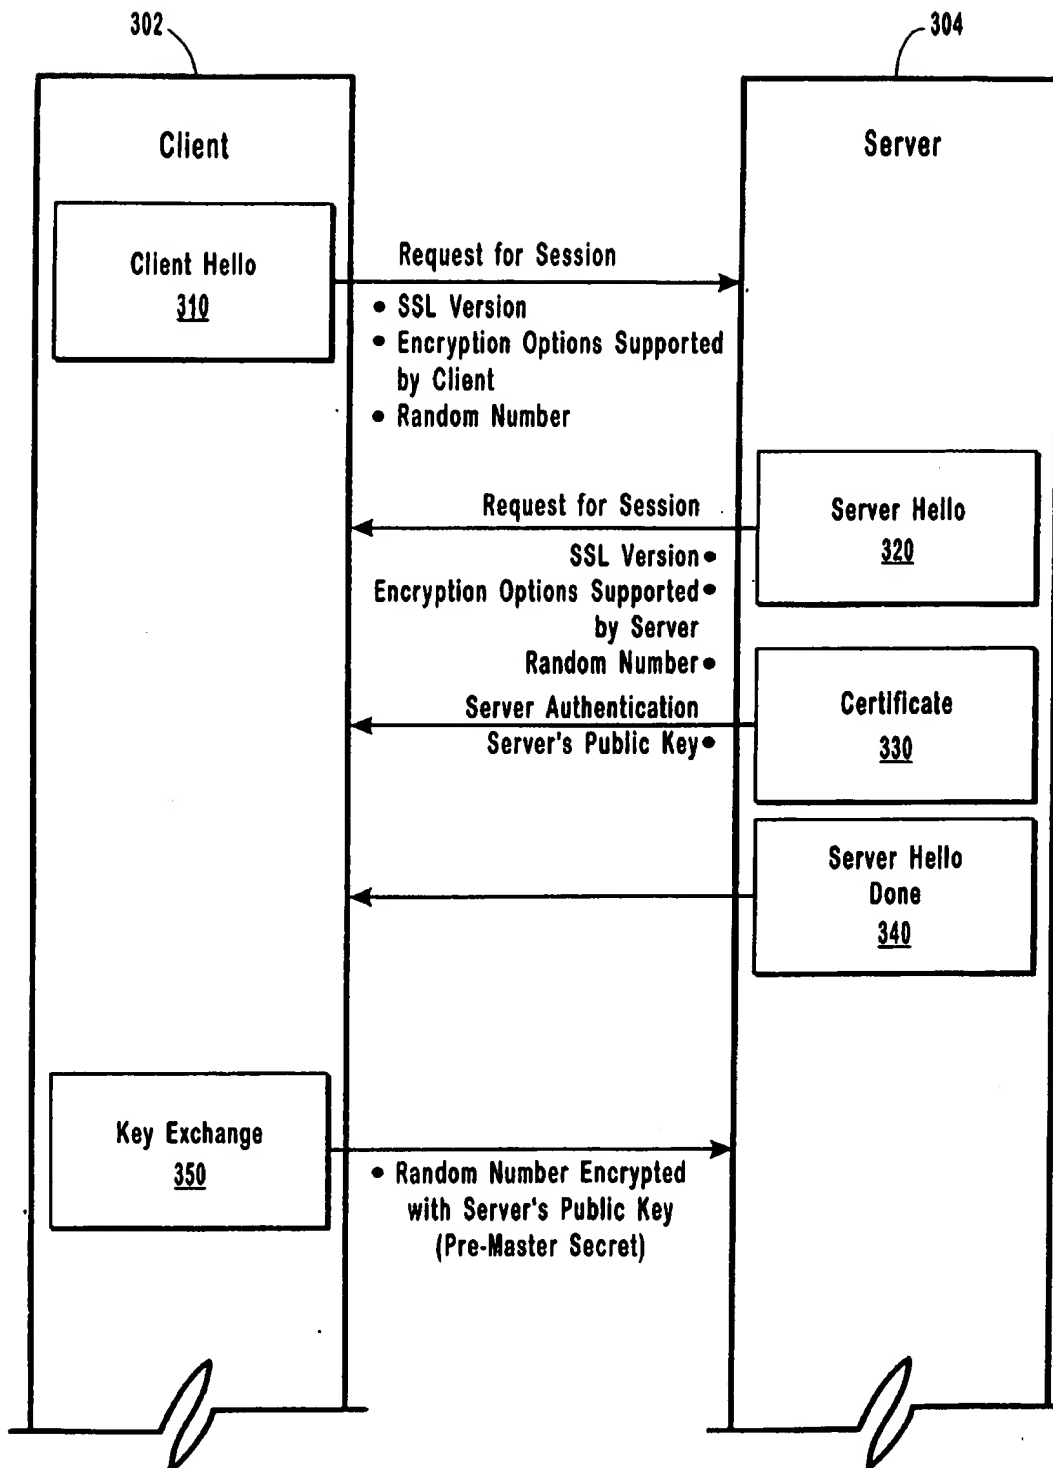 302
304
Client
Server
Client Hello
310
Request for Session
• SSL Version
• Encryption Options Supported
by Client
• Random Number
Server Hello
320
Request for Session
SSL Version •
Encryption Options Supported •
by Server
Random Number •
Certificate
330
Server Authentication
Server's Public Key •
Server Hello
Done
340
Key Exchange
350
• Random Number Encrypted
with Server's Public Key
(Pre-Master Secret)